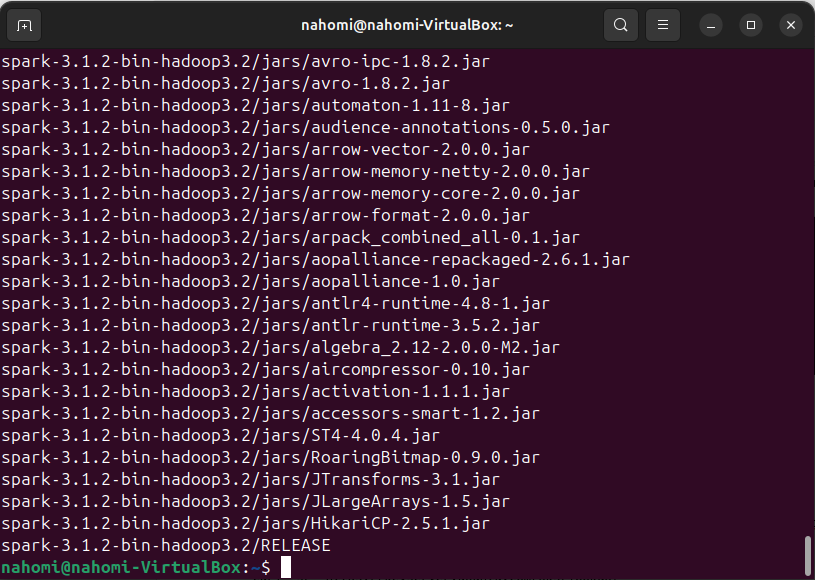 nahomi@nahomi-VirtualBox: ~
spark-3.1.2-bin-hadoop3.2/jars/avro-ipc-1.8.2.jar
spark-3.1.2-bin-hadoop3.2/jars/avro-1.8.2.jar
spark-3.1.2-bin-hadoop3.2/jars/automaton-1.11-8.jar
spark-3.1.2-bin-hadoop3.2/jars/audience-annotations-0.5.0.jar
spark-3.1.2-bin-hadoop3.2/jars/arrow-vector-2.0.0.jar
spark-3.1.2-bin-hadoop3.2/jars/arrow-memory-netty-2.0.0.jar
spark-3.1.2-bin-hadoop3.2/jars/arrow-memory-core-2.0.0.jar
spark-3.1.2-bin-hadoop3.2/jars/arrow-format-2.0.0.jar
spark-3.1.2-bin-hadoop3.2/jars/arpack_combined_all-0.1.jar
spark-3.1.2-bin-hadoop3.2/jars/aopalliance-repackaged-2.6.1.jar
spark-3.1.2-bin-hadoop3.2/jars/aopalliance-1.0.jar
spark-3.1.2-bin-hadoop3.2/jars/antlr4-runtime-4.8-1.jar
spark-3.1.2-bin-hadoop3.2/jars/antlr-runtime-3.5.2.jar
spark-3.1.2-bin-hadoop3.2/jars/algebra_2.12-2.0.0-M2.jar
spark-3.1.2-bin-hadoop3.2/jars/aircompressor-0.10.jar
spark-3.1.2-bin-hadoop3.2/jars/activation-1.1.1.jar
spark-3.1.2-bin-hadoop3.2/jars/accessors-smart-1.2.jar
spark-3.1.2-bin-hadoop3.2/jars/ST4-4.0.4.jar
spark-3.1.2-bin-hadoop3.2/jars/RoaringBitmap-0.9.0.jar
spark-3.1.2-bin-hadoop3.2/jars/JTransforms-3.1.jar
spark-3.1.2-bin-hadoop3.2/jars/JLargeArrays-1.5.jar
spark-3.1.2-bin-hadoop3.2/jars/HikariCP-2.5.1.jar
spark-3.1.2-bin-hadoop3.2/RELEASE
nahomi@nahomi-VirtualBox:~$